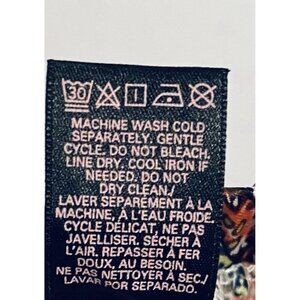 30
MACHINE WASH COLD
SEPARATELY. GENTLE
CYCLE. DO NOT BLEACH.
LINE DRY. COOL IRON IF
NEEDED. DO NOT
DRY CLEAN./
LAVER SÉPAREMENT À LA
MACHINE, À L'EAU FROIDE.
CYCLE DÉLICAT, NE PAS
JAVELLISER. SÉCHER À
L'AIR. REPASSER À FER
DOUX, AU BESOIN.
NE PAS NETTOYER À SEC./
LAVAR POR SEPARADO.